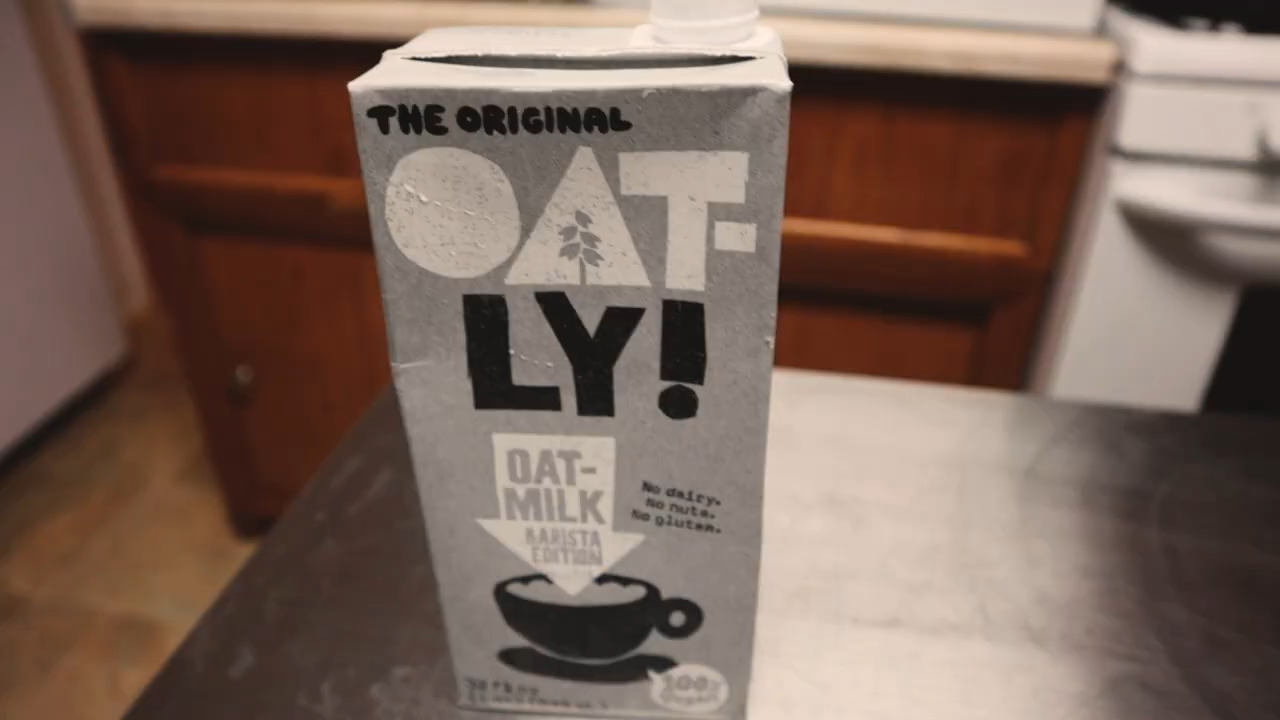 THE ORIGINAL
OAT-
LY!
OAT-
MILK
BARISTA
EDITION
No dairy.
No nuts.
No gluten.